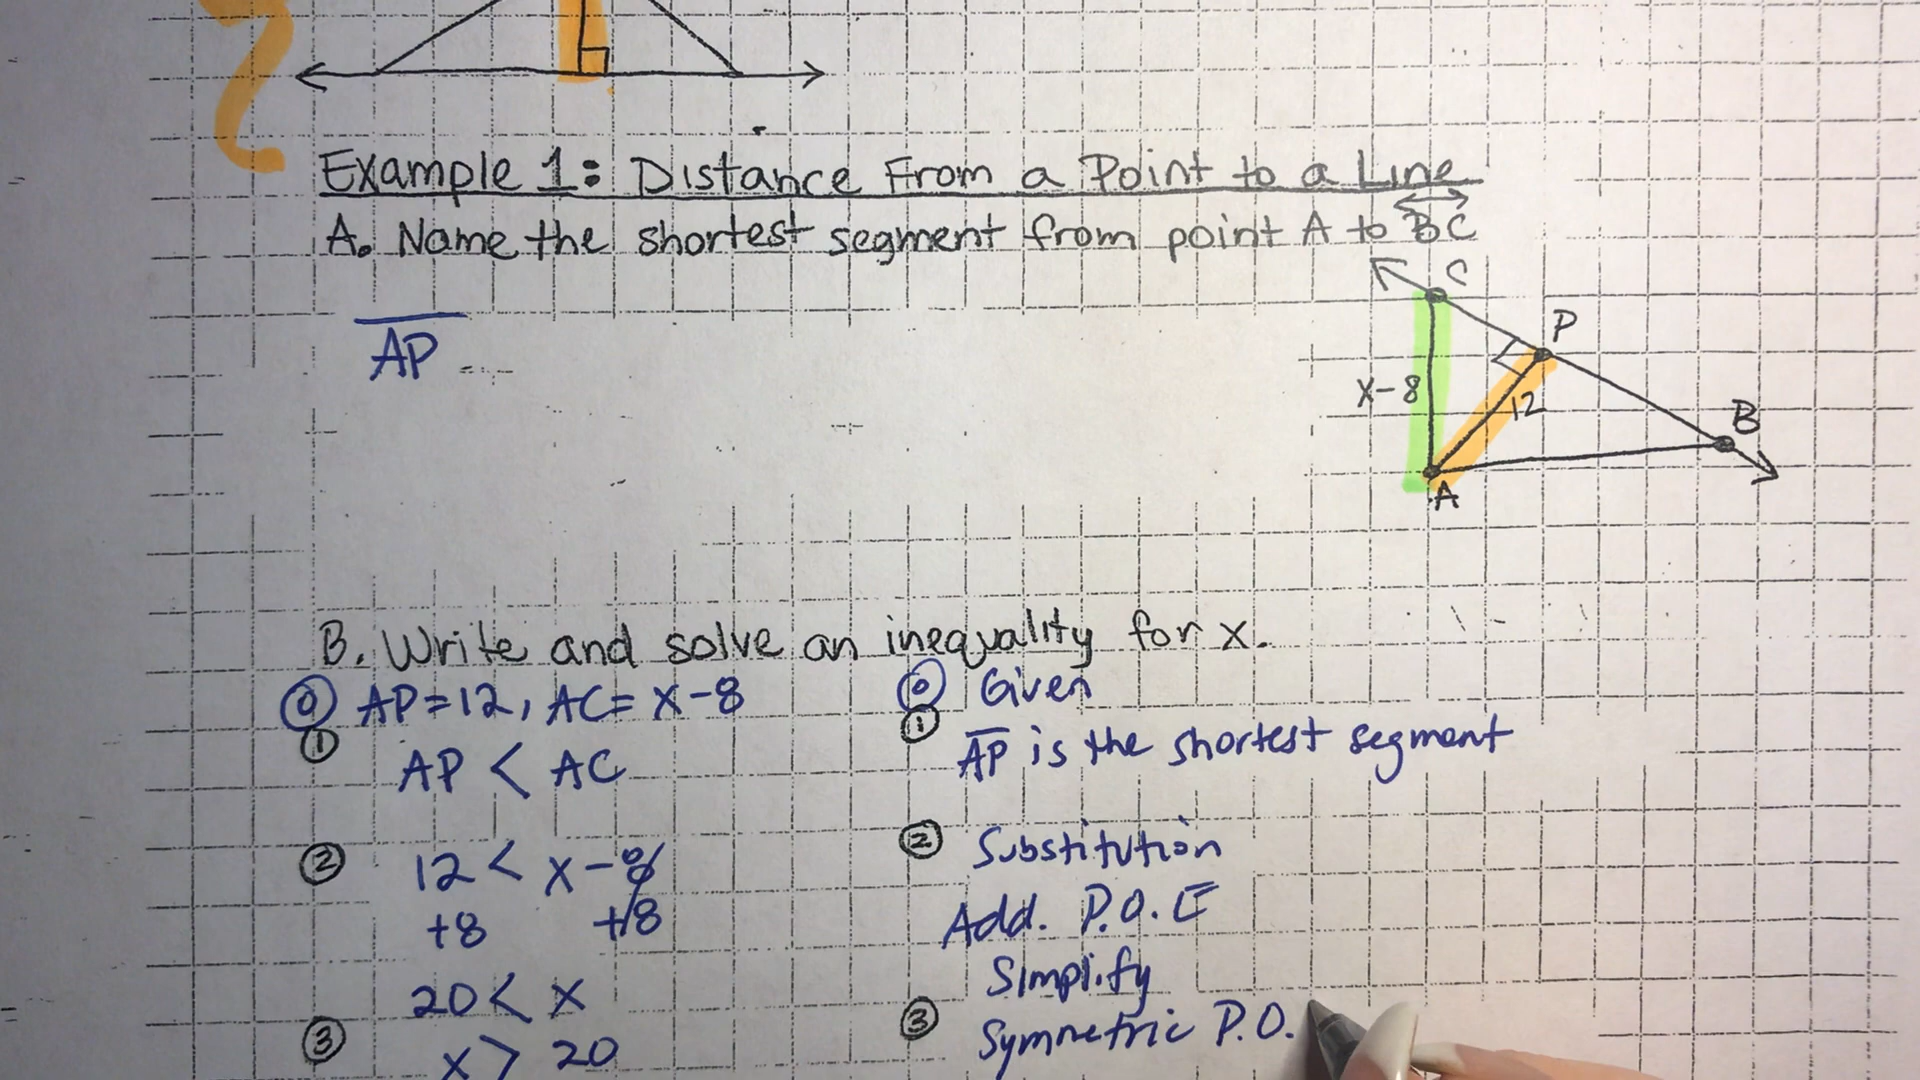 Example 1: Distance From a Point to a Line
A. Name the shortest segment from point A to BC
C
P
AP
x-8
12
B
A
B. Write and solve an inequality for x.
0 AP=12, AC= x-8
0 Given
1 AP < AC
1 AP is the shortest segment
2 12 < x-8
2 Substitution
+8 +8
Add. P.O.E
20 < x
Simplify
3 x > 20
3 Symmetric P.O.